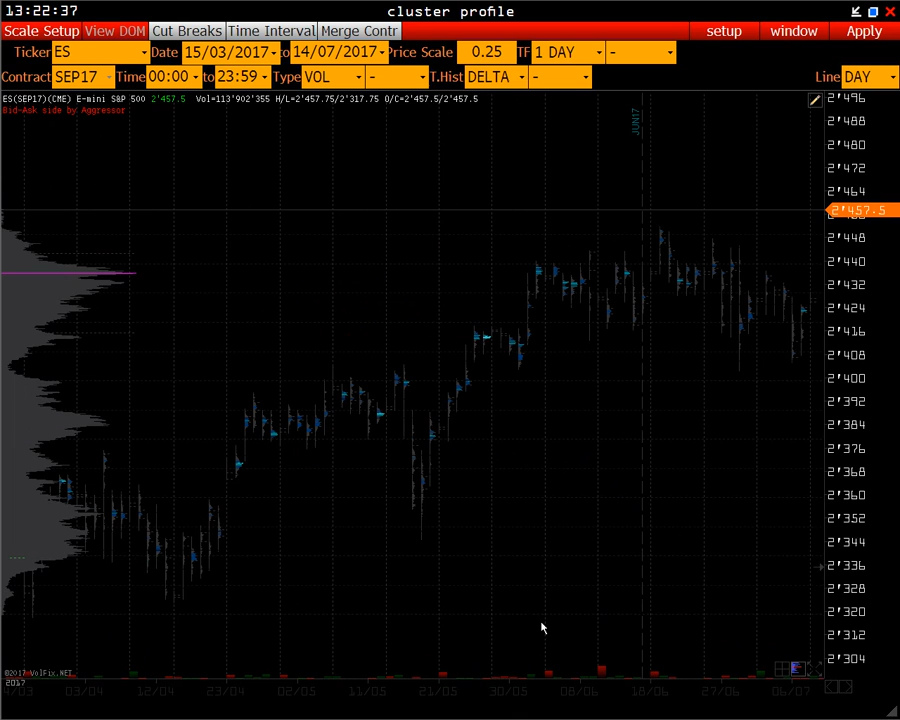 13:22:37 cluster profile
Scale Setup View DOM Cut Breaks Time Interval Merge Contr setup window Apply
Ticker ES Date 15/03/2017 to 14/07/2017 Price Scale 0.25 TF 1 DAY -
Contract SEP17 Time 00:00 to 23:59 Type VOL - T.Hist DELTA - Line DAY
ES(SEP17)(CME) E-mini S&P 500 2'457.5 Vol=113'902'355 H/L=2'457.75/2'317.75 O/C=2'457.5/2'457.5
Bid-Ask side by Aggressor
JUN17
2'496
2'488
2'480
2'472
2'464
2'457.5
2'448
2'440
2'432
2'424
2'416
2'408
2'400
2'392
2'384
2'376
2'368
2'360
2'352
2'344
2'336
2'328
2'320
2'312
2'304
©2017 VolFix.NET
2017
4/03 03/04 12/04 23/04 02/05 11/05 21/05 30/05 08/06 18/06 27/06 06/07